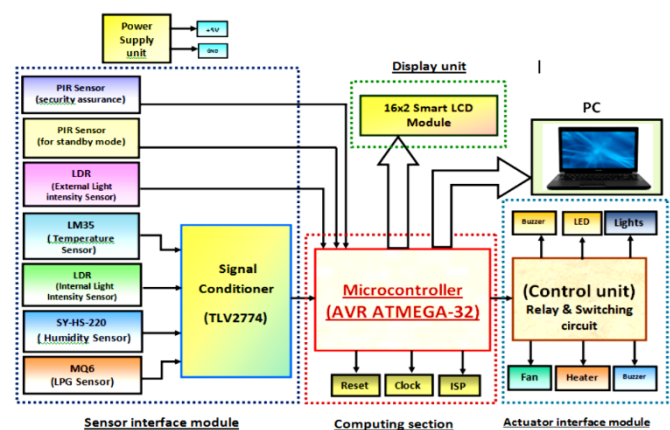 Power
Supply
unit
+5V
GND
Display unit
16x2 Smart LCD
Module
PC
PIR Sensor
(security assurance)
PIR Sensor
(for standby mode)
LDR
(External Light
intensity Sensor)
LM35
( Temperature
Sensor)
LDR
(Internal Light
Intensity Sensor)
SY-HS-220
( Humidity Sensor)
MQ6
(LPG Sensor)
Signal
Conditioner
(TLV2774)
Microcontroller
(AVR ATMEGA-32)
Reset
Clock
ISP
Buzzer
LED
Lights
(Control unit)
Relay & Switching
circuit
Fan
Heater
Buzzer
Sensor interface module
Computing section
Actuator interface module